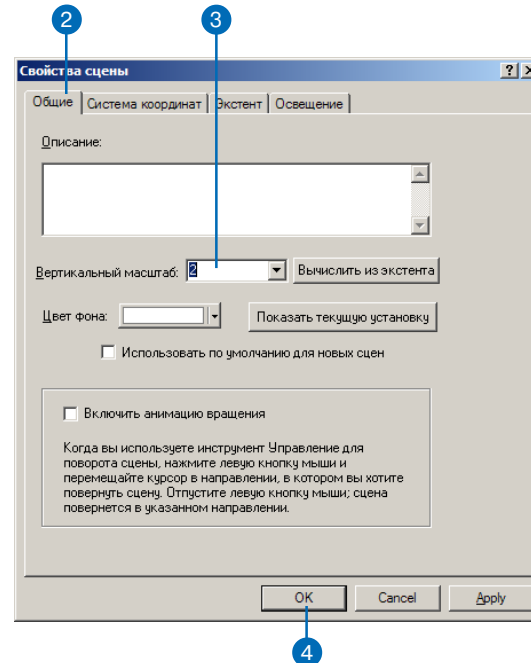 2 3
Свойства сцены ? X
Общие Система координат Экстент Освещение
Описание:
Вертикальный масштаб: 2 Вычислить из экстента
Цвет фона: Показать текущую установку
Использовать по умолчанию для новых сцен
Включить анимацию вращения
Когда вы используете инструмент Управление для
поворота сцены, нажмите левую кнопку мыши и
перемещайте курсор в направлении, в котором вы хотите
повернуть сцену. Отпустите левую кнопку мыши; сцена
повернется в указанном направлении.
OK Cancel Apply
4